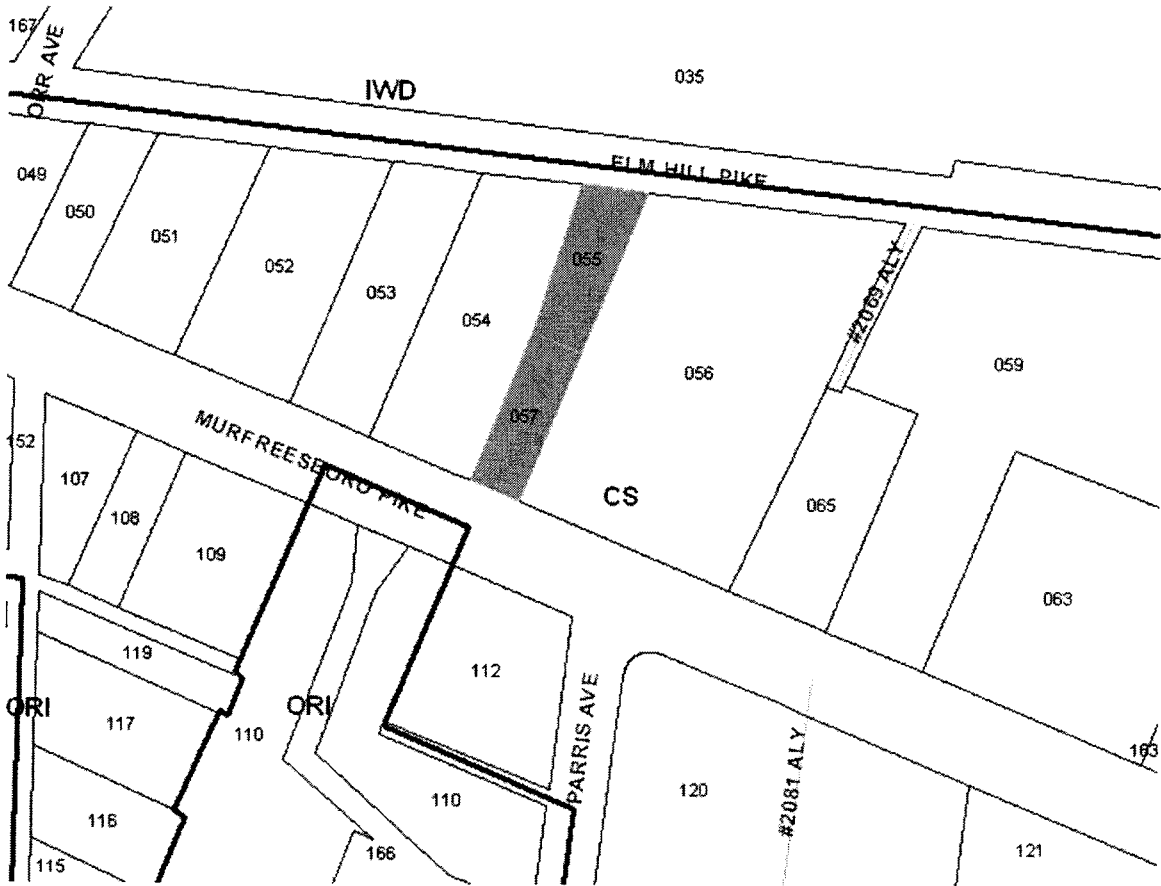 167
ORR AVE
IWD
035
ELM HILL PIKE
049
050
051
052
053
054
055
056
#2069 ALY
059
057
152
MURFREESBORO PIKE
CS
107
108
109
065
063
119
112
ORI
117
110
ORI
PARRIS AVE
#2081 ALY
163
116
110
120
115
166
121